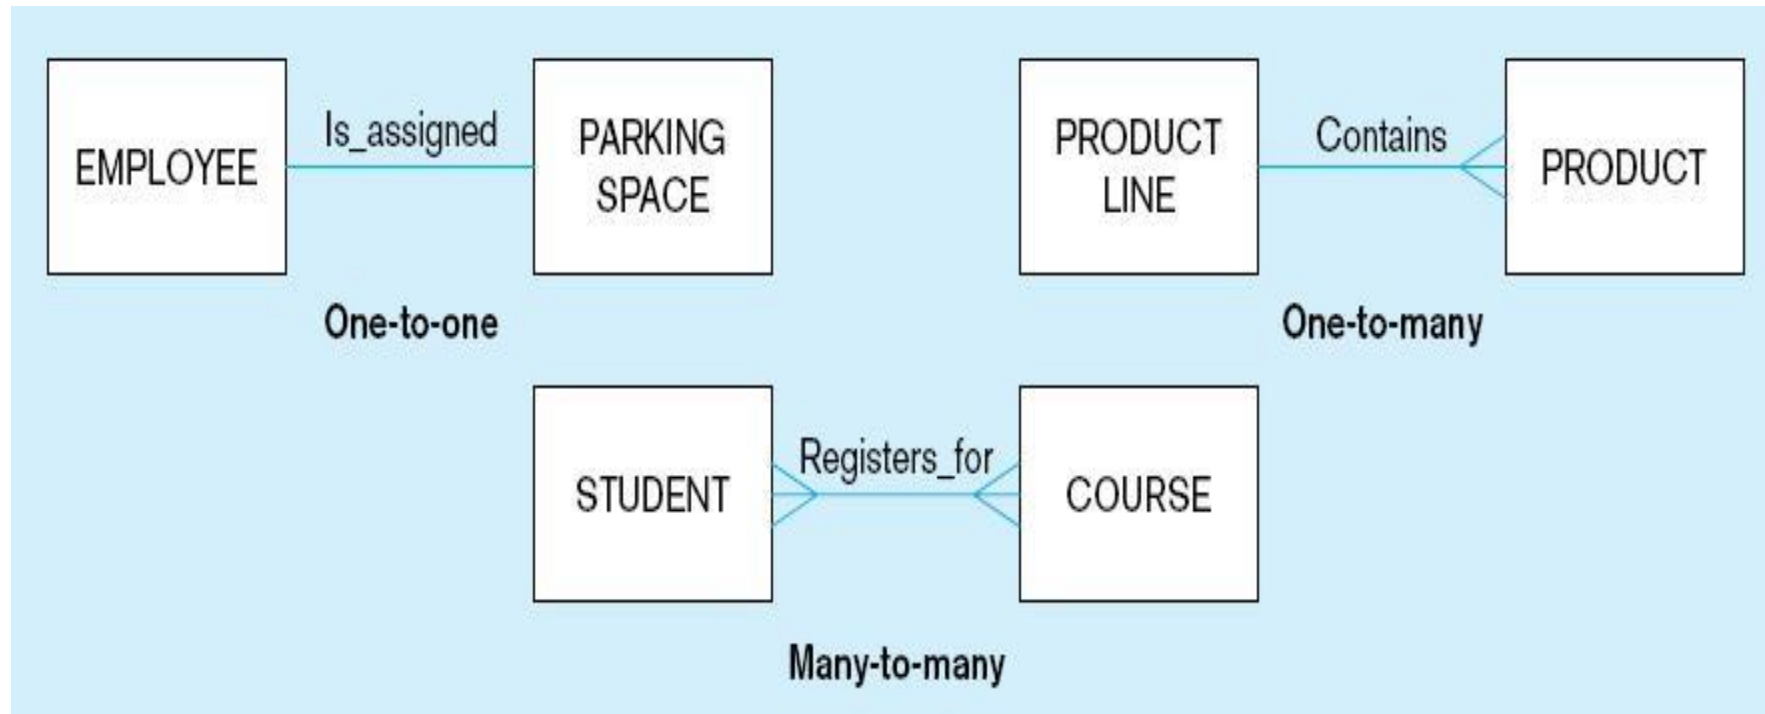 EMPLOYEE
Is_assigned
PARKING
SPACE
One-to-one
PRODUCT
LINE
Contains
PRODUCT
One-to-many
STUDENT
Registers_for
COURSE
Many-to-many